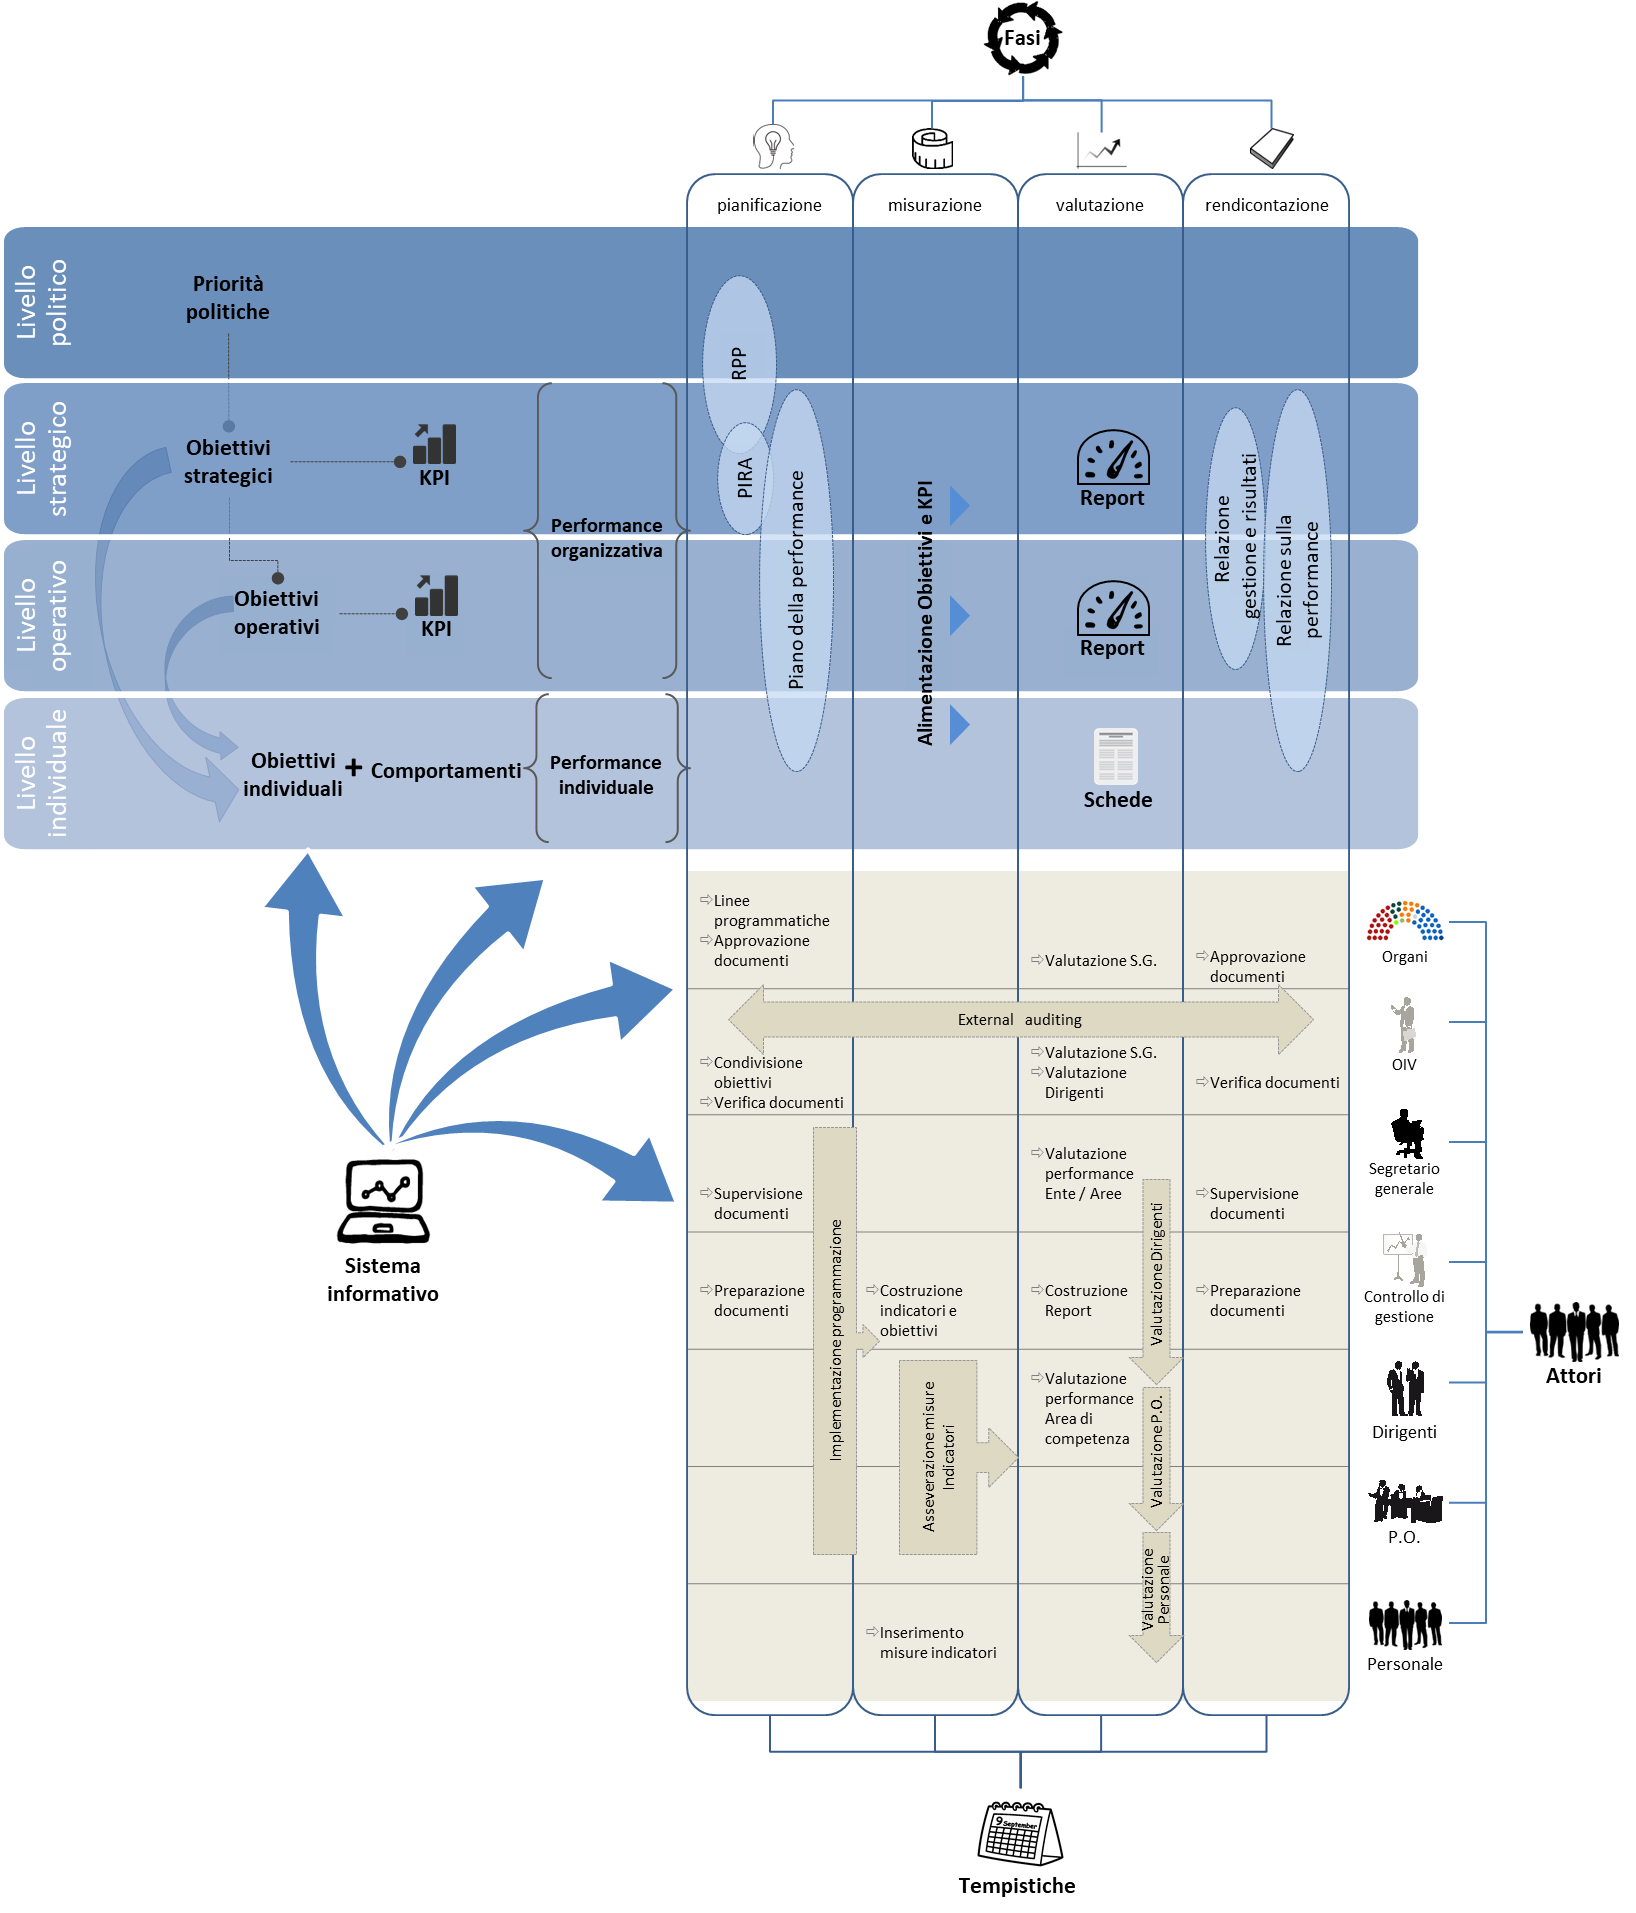 Fasi
pianificazione
misurazione
valutazione
rendicontazione
Livello
politico
Priorità
politiche
RPP
Livello
strategico
Obiettivi
strategici
KPI
PIRA
Report
Performance
organizzativa
Piano della performance
Alimentazione Obiettivi e KPI
Relazione
gestione e risultati
Relazione sulla
performance
Livello
operativo
Obiettivi
operativi
KPI
Report
Livello
individuale
Obiettivi
individuali
+
Comportamenti
Performance
individuale
Schede
Linee
programmatiche
Approvazione
documenti
Valutazione S.G.
Approvazione
documenti
Organi
External auditing
Condivisione
obiettivi
Verifica documenti
Valutazione S.G.
Valutazione
Dirigenti
Verifica documenti
OIV
Supervisione
documenti
Valutazione
performance
Ente / Aree
Supervisione
documenti
Segretario
generale
Sistema
informativo
Implementazione programmazione
Valutazione Dirigenti
Preparazione
documenti
Costruzione
indicatori e
obiettivi
Costruzione
Report
Preparazione
documenti
Controllo di
gestione
Attori
Asseverazione misure
Indicatori
Valutazione
performance
Area di
competenza
Valutazione P.O.
Dirigenti
P.O.
Valutazione
Personale
Inserimento
misure indicatori
Personale
9 September
Tempistiche